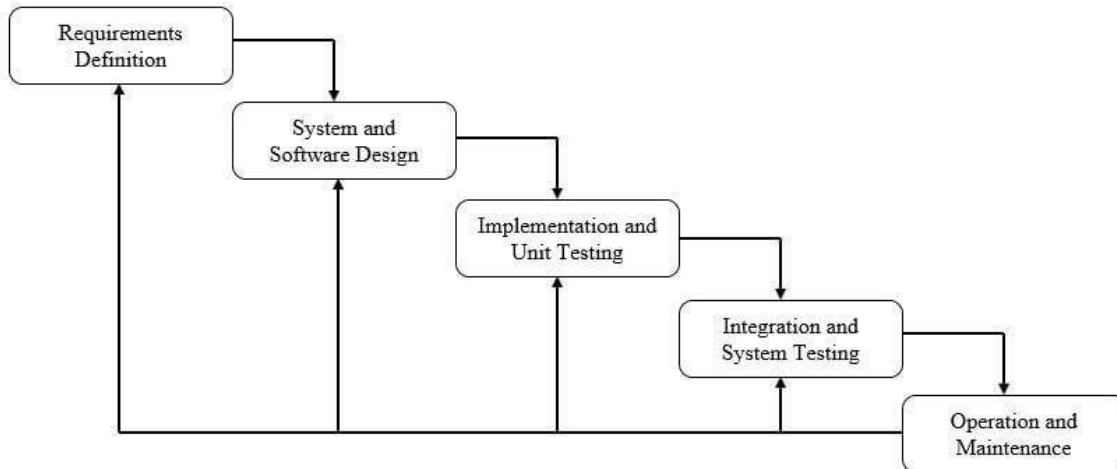 Requirements
Definition
System and
Software Design
Implementation and
Unit Testing
Integration and
System Testing
Operation and
Maintenance